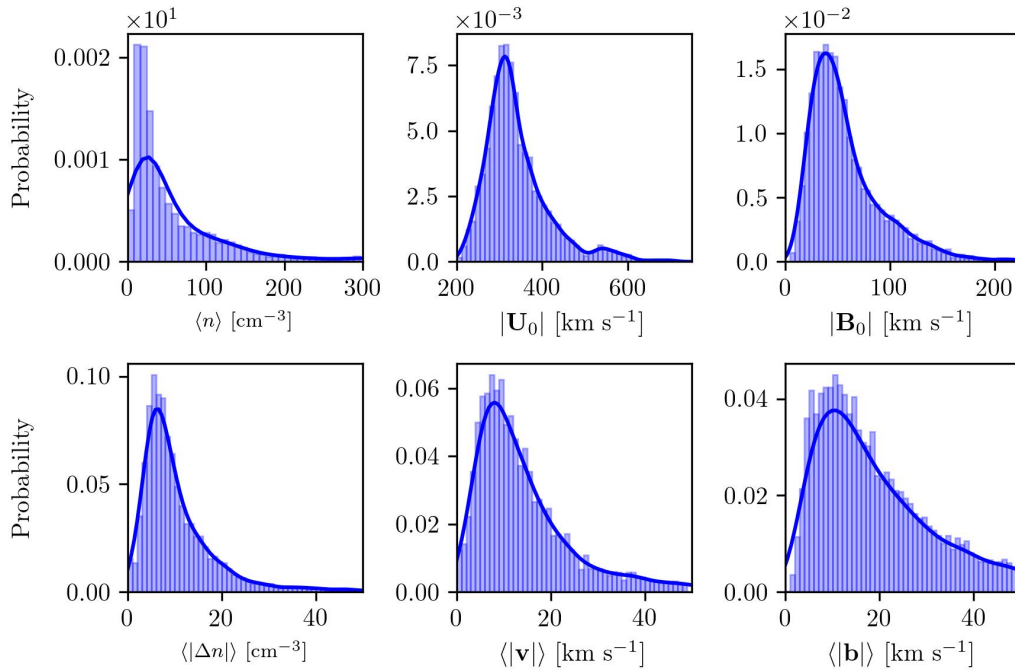 ×10¹ ×10⁻³ ×10⁻²
Probability
0.002
0.001
0.000
0 100 200 300
⟨n⟩ [cm⁻³]
7.5
5.0
2.5
0.0
200 400 600
|U₀| [km s⁻¹]
1.5
1.0
0.5
0.0
0 100 200
|B₀| [km s⁻¹]
Probability
0.10
0.05
0.00
0 20 40
⟨|Δn|⟩ [cm⁻³]
0.06
0.04
0.02
0.00
0 20 40
⟨|v|⟩ [km s⁻¹]
0.04
0.02
0.00
0 20 40
⟨|b|⟩ [km s⁻¹]